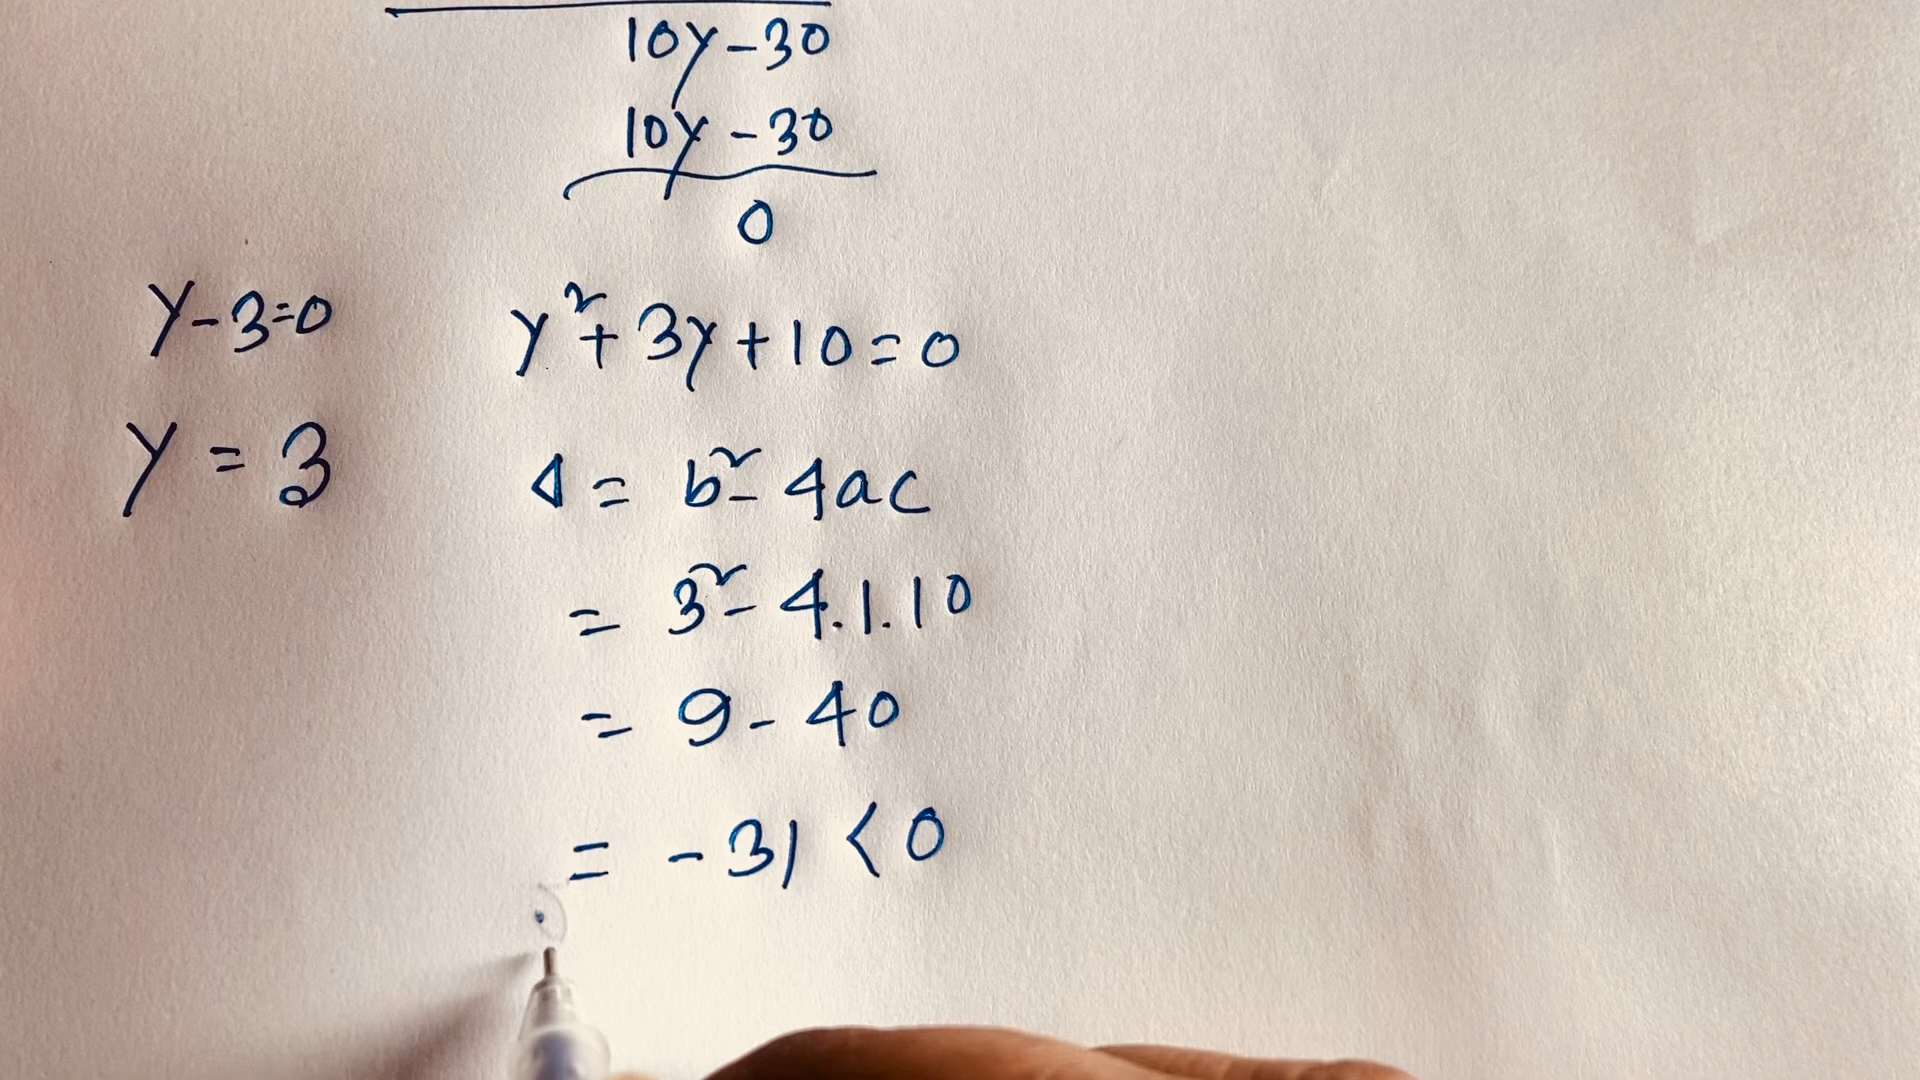 10y-30
10y-30
0
y-3=0
y²+3y+10=0
y = 3
Δ = b²-4ac
= 3²-4.1.10
= 9-40
= -31 < 0